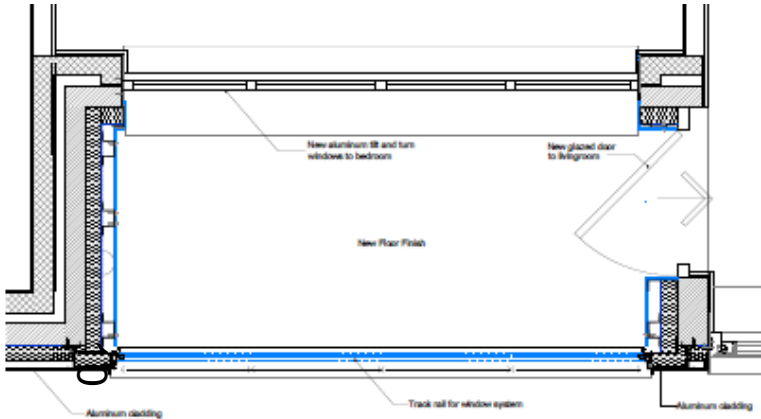 New aluminum tilt and turn
windows to bedroom
New glazed door
to livingroom
New Floor Finish
Track rail for window system
Aluminum cladding
Aluminum cladding